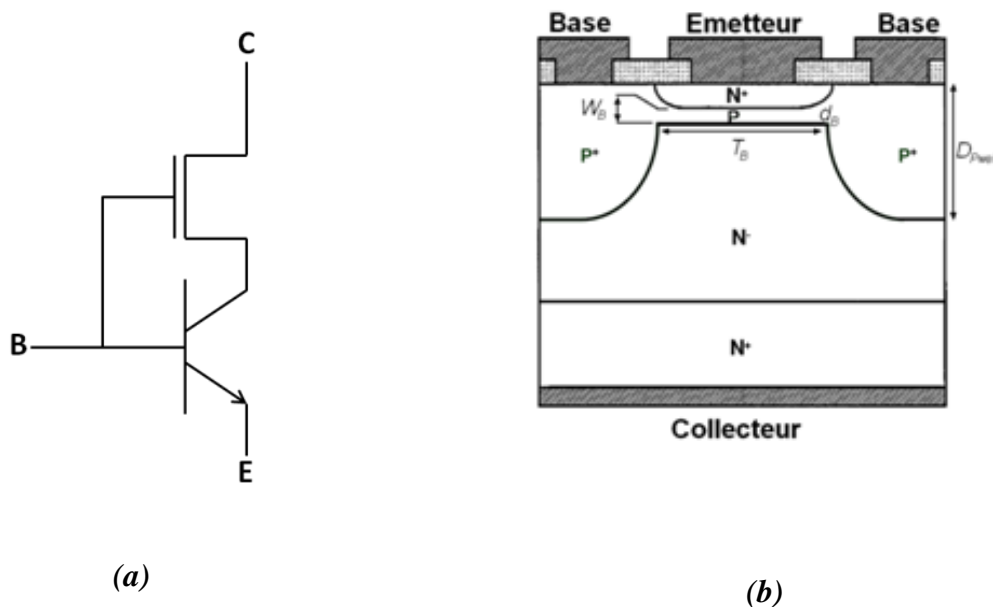 C
B
E
(a)
Base Emetteur Base
N+
W_B
P d_B
T_B
P+ P+
D_Pwell
N-
N+
Collecteur
(b)